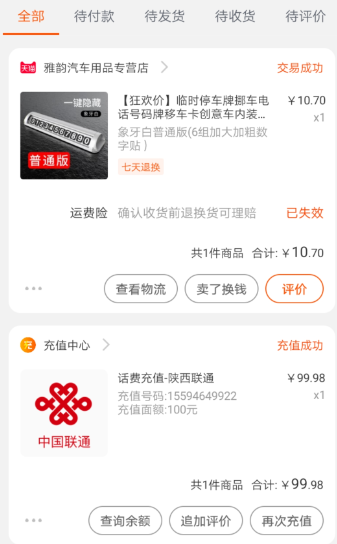 全部 待付款 待发货 待收货 待评价
天猫 雅韵汽车用品专营店 >
交易成功
一键隐藏
象牙白
普通版
【狂欢价】临时停车牌挪车电 ￥10.70
话号码牌移车卡创意车内装... x1
象牙白普通版(6组加大加粗数
字贴 )
七天退换
运费险 确认收货前退换货可理赔 已失效
共1件商品 合计: ￥10.70
... 查看物流 卖了换钱 评价
充值中心 >
充值成功
话费充值-陕西联通 ￥99.98
充值号码:15594649922 x1
充值面额:100元
中国联通
共1件商品 合计: ￥99.98
... 查询余额 追加评价 再次充值